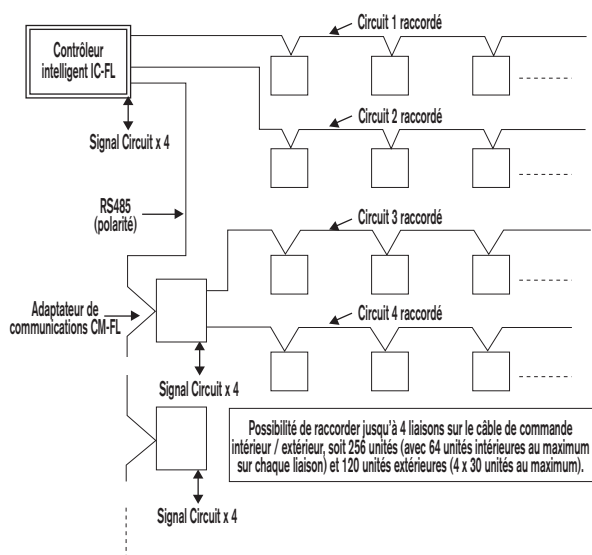 Circuit 1 raccordé
Contrôleur
intelligent IC-FL
Signal Circuit x 4
Circuit 2 raccordé
RS485
(polarité)
Circuit 3 raccordé
Adaptateur de
communications CM-FL
Circuit 4 raccordé
Signal Circuit x 4
Possibilité de raccorder jusqu'à 4 liaisons sur le câble de commande
intérieur / extérieur, soit 256 unités (avec 64 unités intérieures au maximum
sur chaque liaison) et 120 unités extérieures (4 x 30 unités au maximum).
Signal Circuit x 4